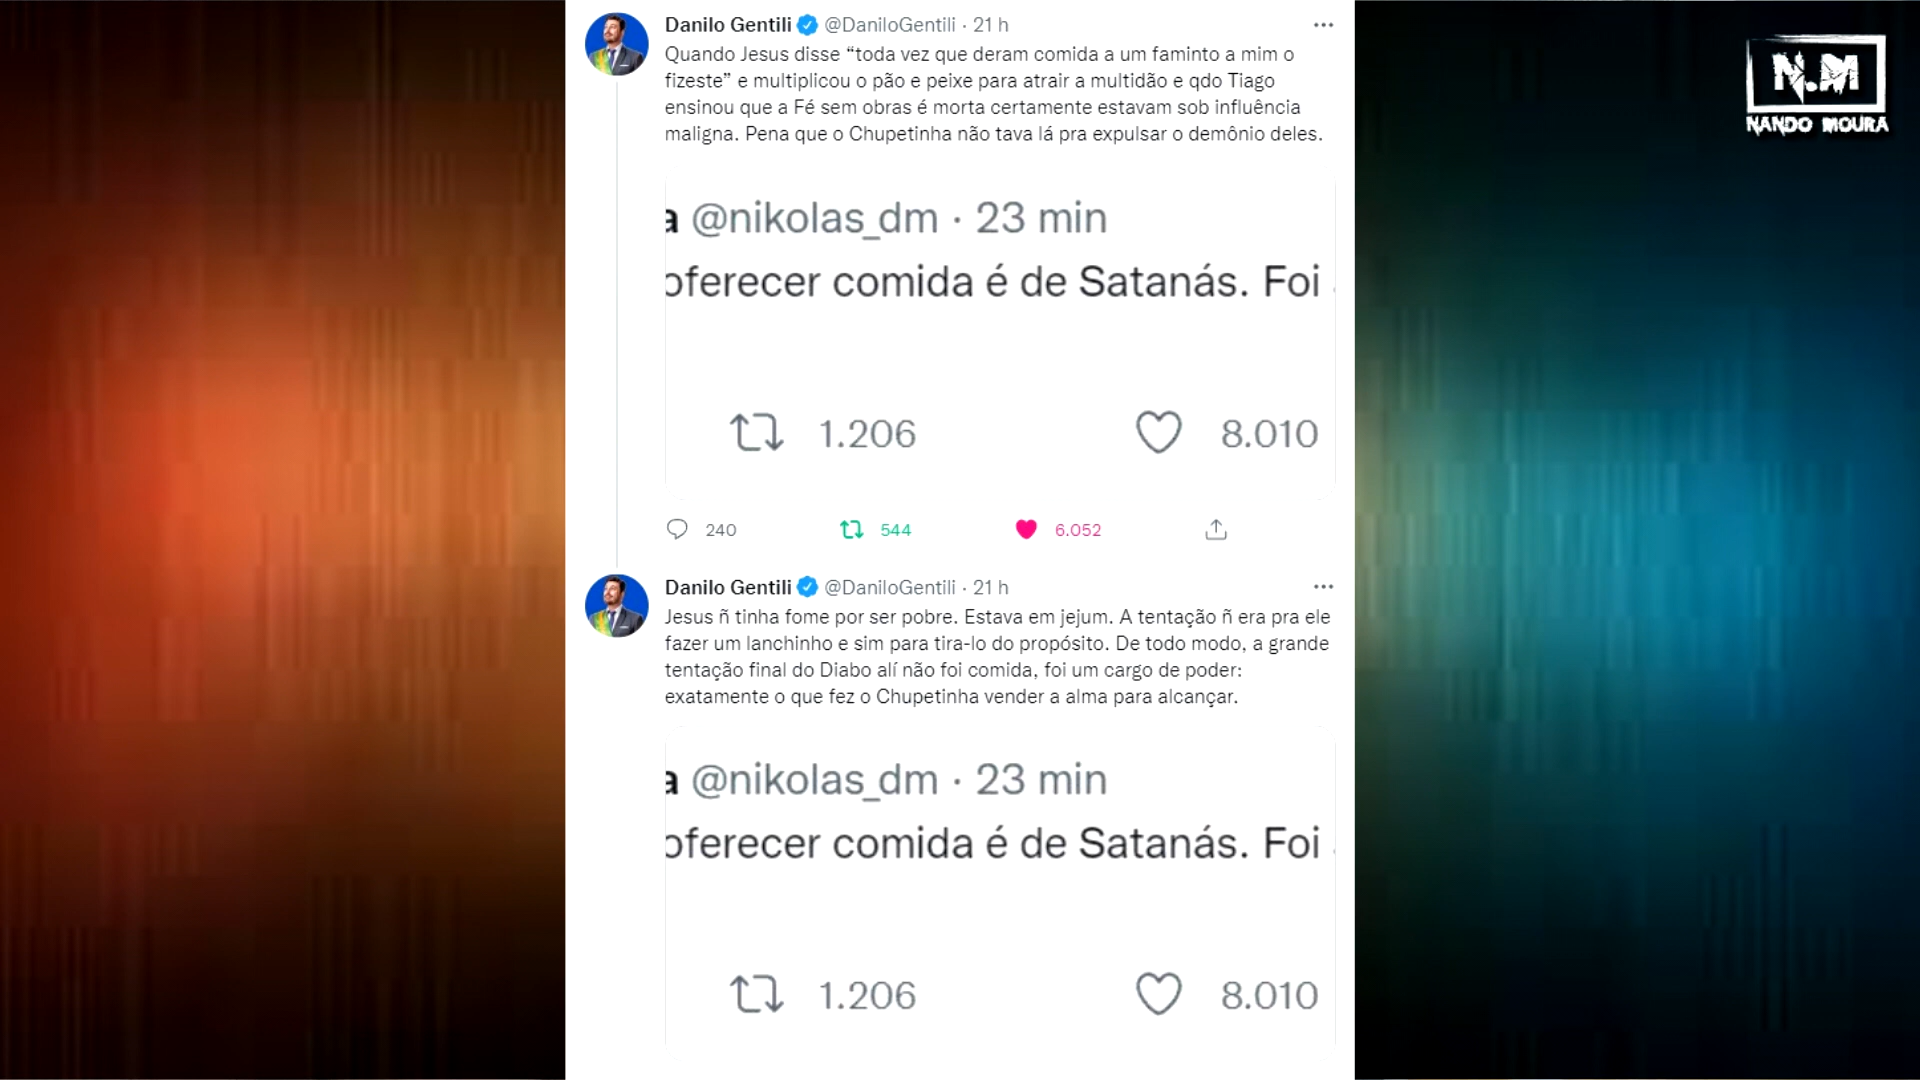 Danilo Gentili @DaniloGentili · 21 h
Quando Jesus disse “toda vez que deram comida a um faminto a mim o
fizeste” e multiplicou o pão e peixe para atrair a multidão e qdo Tiago
ensinou que a Fé sem obras é morta certamente estavam sob influência
maligna. Pena que o Chupetinha não tava lá pra expulsar o demônio deles.
a @nikolas_dm · 23 min
oferecer comida é de Satanás. Foi
1.206 8.010
240 544 6.052
Danilo Gentili @DaniloGentili · 21 h
Jesus ñ tinha fome por ser pobre. Estava em jejum. A tentação ñ era pra ele
fazer um lanchinho e sim para tira-lo do propósito. De todo modo, a grande
tentação final do Diabo alí não foi comida, foi um cargo de poder:
exatamente o que fez o Chupetinha vender a alma para alcançar.
a @nikolas_dm · 23 min
oferecer comida é de Satanás. Foi
1.206 8.010
N.M
NANDO MOURA